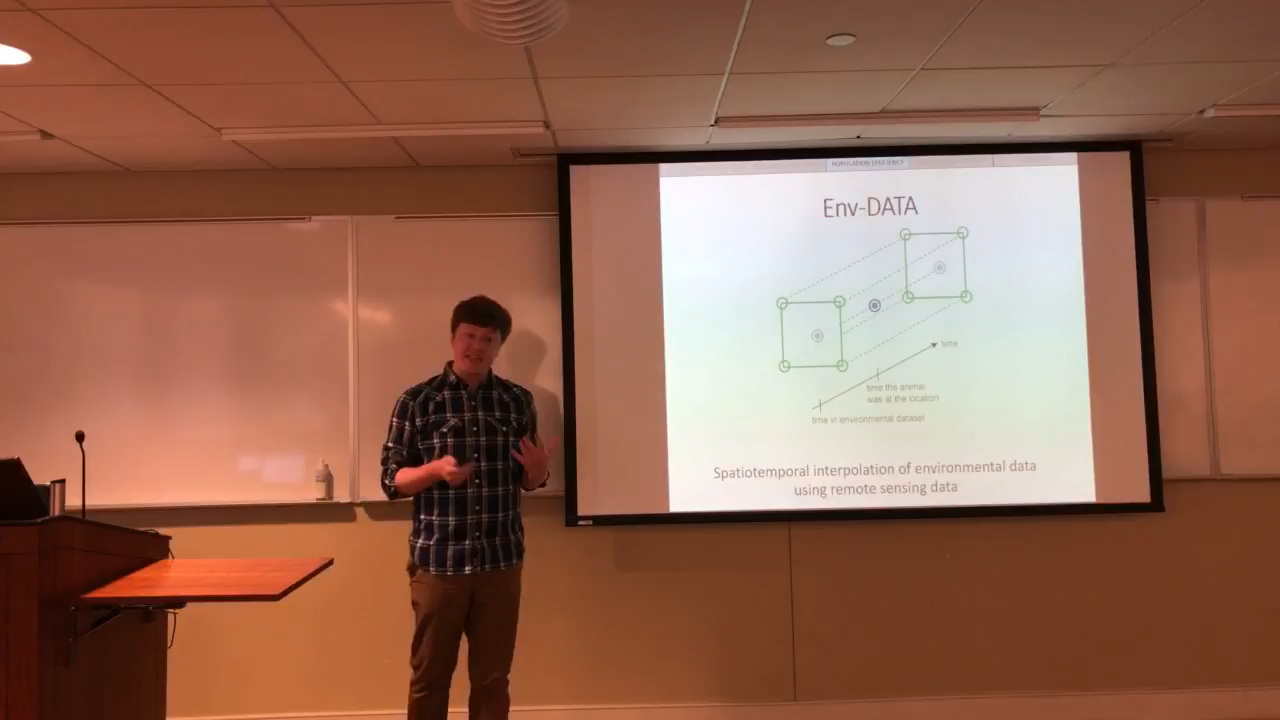 POPULATION EFFICIENCY
Env-DATA
time
time the animal
was at the location
time in environmental dataset
Spatiotemporal interpolation of environmental data
using remote sensing data